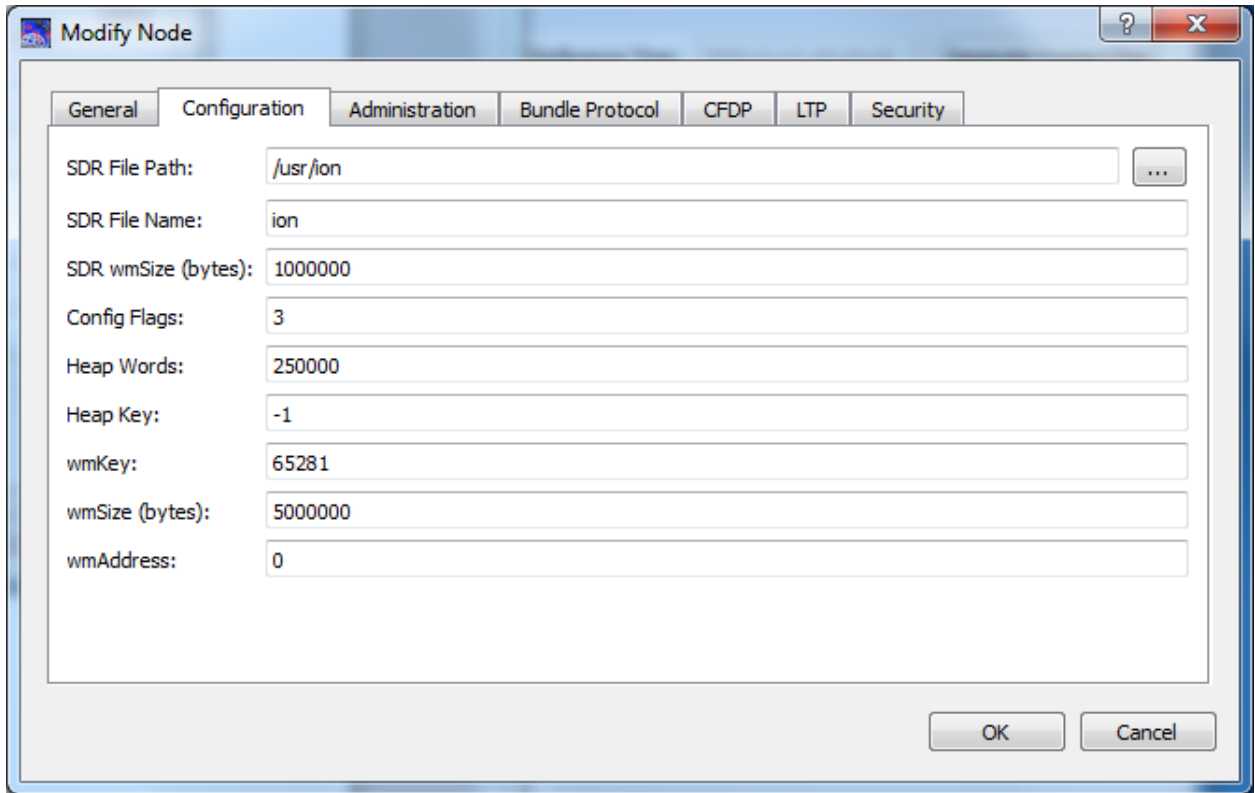 Modify Node
General Configuration Administration Bundle Protocol CFDP LTP Security
SDR File Path: /usr/ion ...
SDR File Name: ion
SDR wmSize (bytes): 1000000
Config Flags: 3
Heap Words: 250000
Heap Key: -1
wmKey: 65281
wmSize (bytes): 5000000
wmAddress: 0
OK Cancel